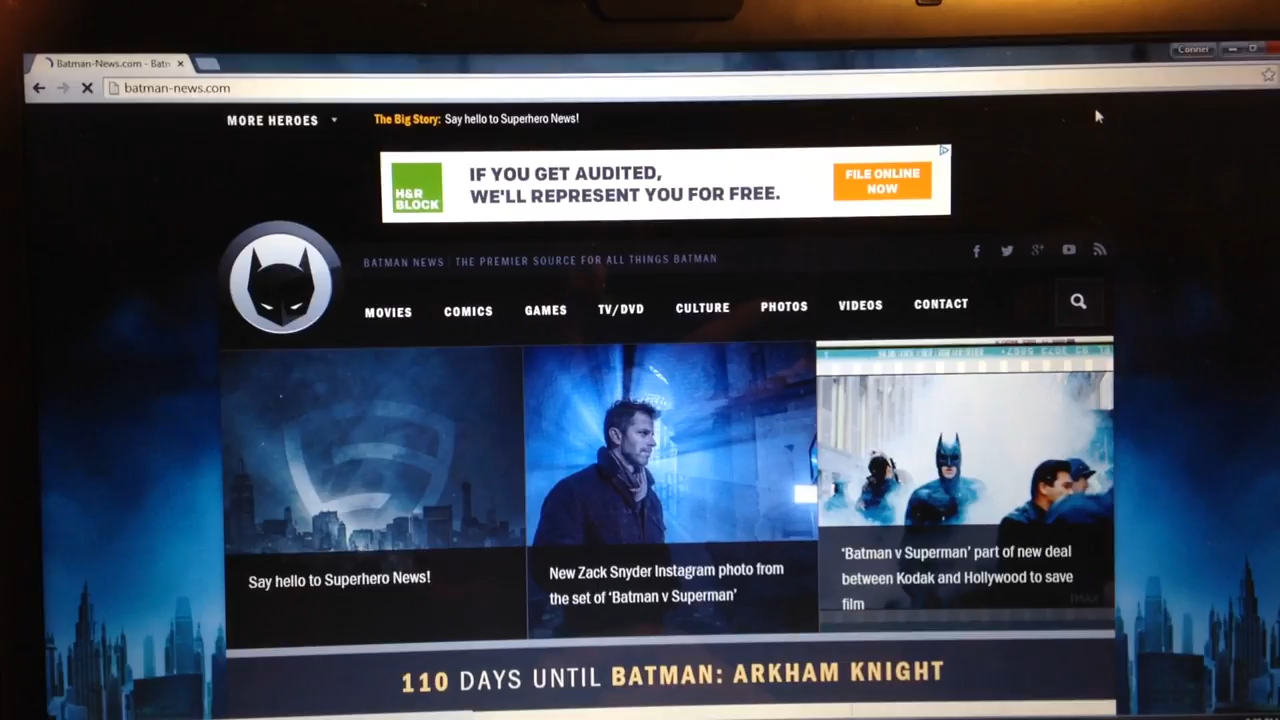 Connei
Batman-News.com - Batn
batman-news.com
MORE HEROES
The Big Story: Say hello to Superhero News!
H&R
BLOCK
IF YOU GET AUDITED,
WE'LL REPRESENT YOU FOR FREE.
FILE ONLINE
NOW
BATMAN NEWS | THE PREMIER SOURCE FOR ALL THINGS BATMAN
MOVIES COMICS GAMES TV/DVD CULTURE PHOTOS VIDEOS CONTACT
Say hello to Superhero News!
New Zack Snyder Instagram photo from
the set of ‘Batman v Superman’
‘Batman v Superman’ part of new deal
between Kodak and Hollywood to save
film
110 DAYS UNTIL BATMAN: ARKHAM KNIGHT